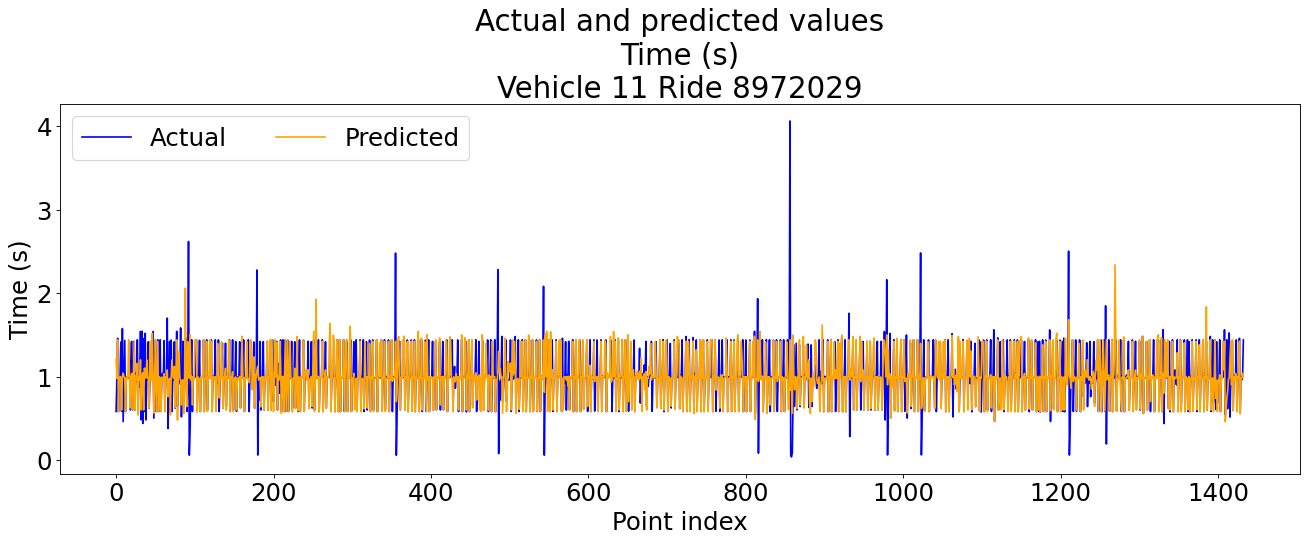 Actual and predicted values
Time (s)
Vehicle 11 Ride 8972029
Actual
Predicted
Time (s)
4
3
2
1
0
0 200 400 600 800 1000 1200 1400
Point index